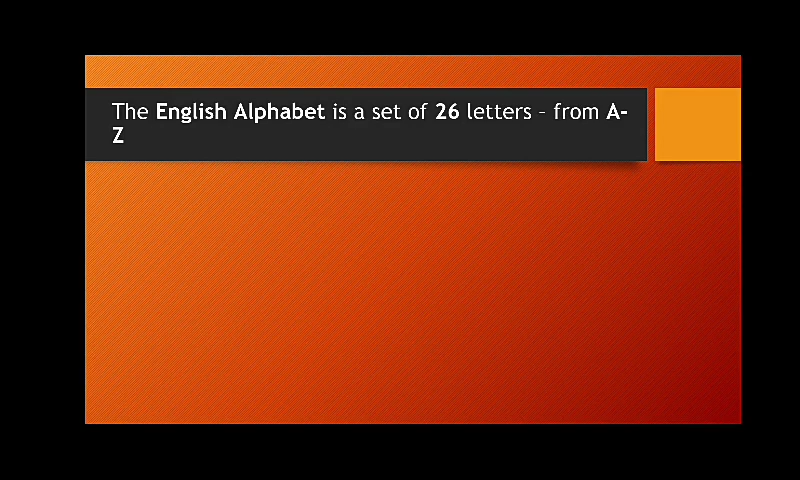 The English Alphabet is a set of 26 letters – from A-
Z